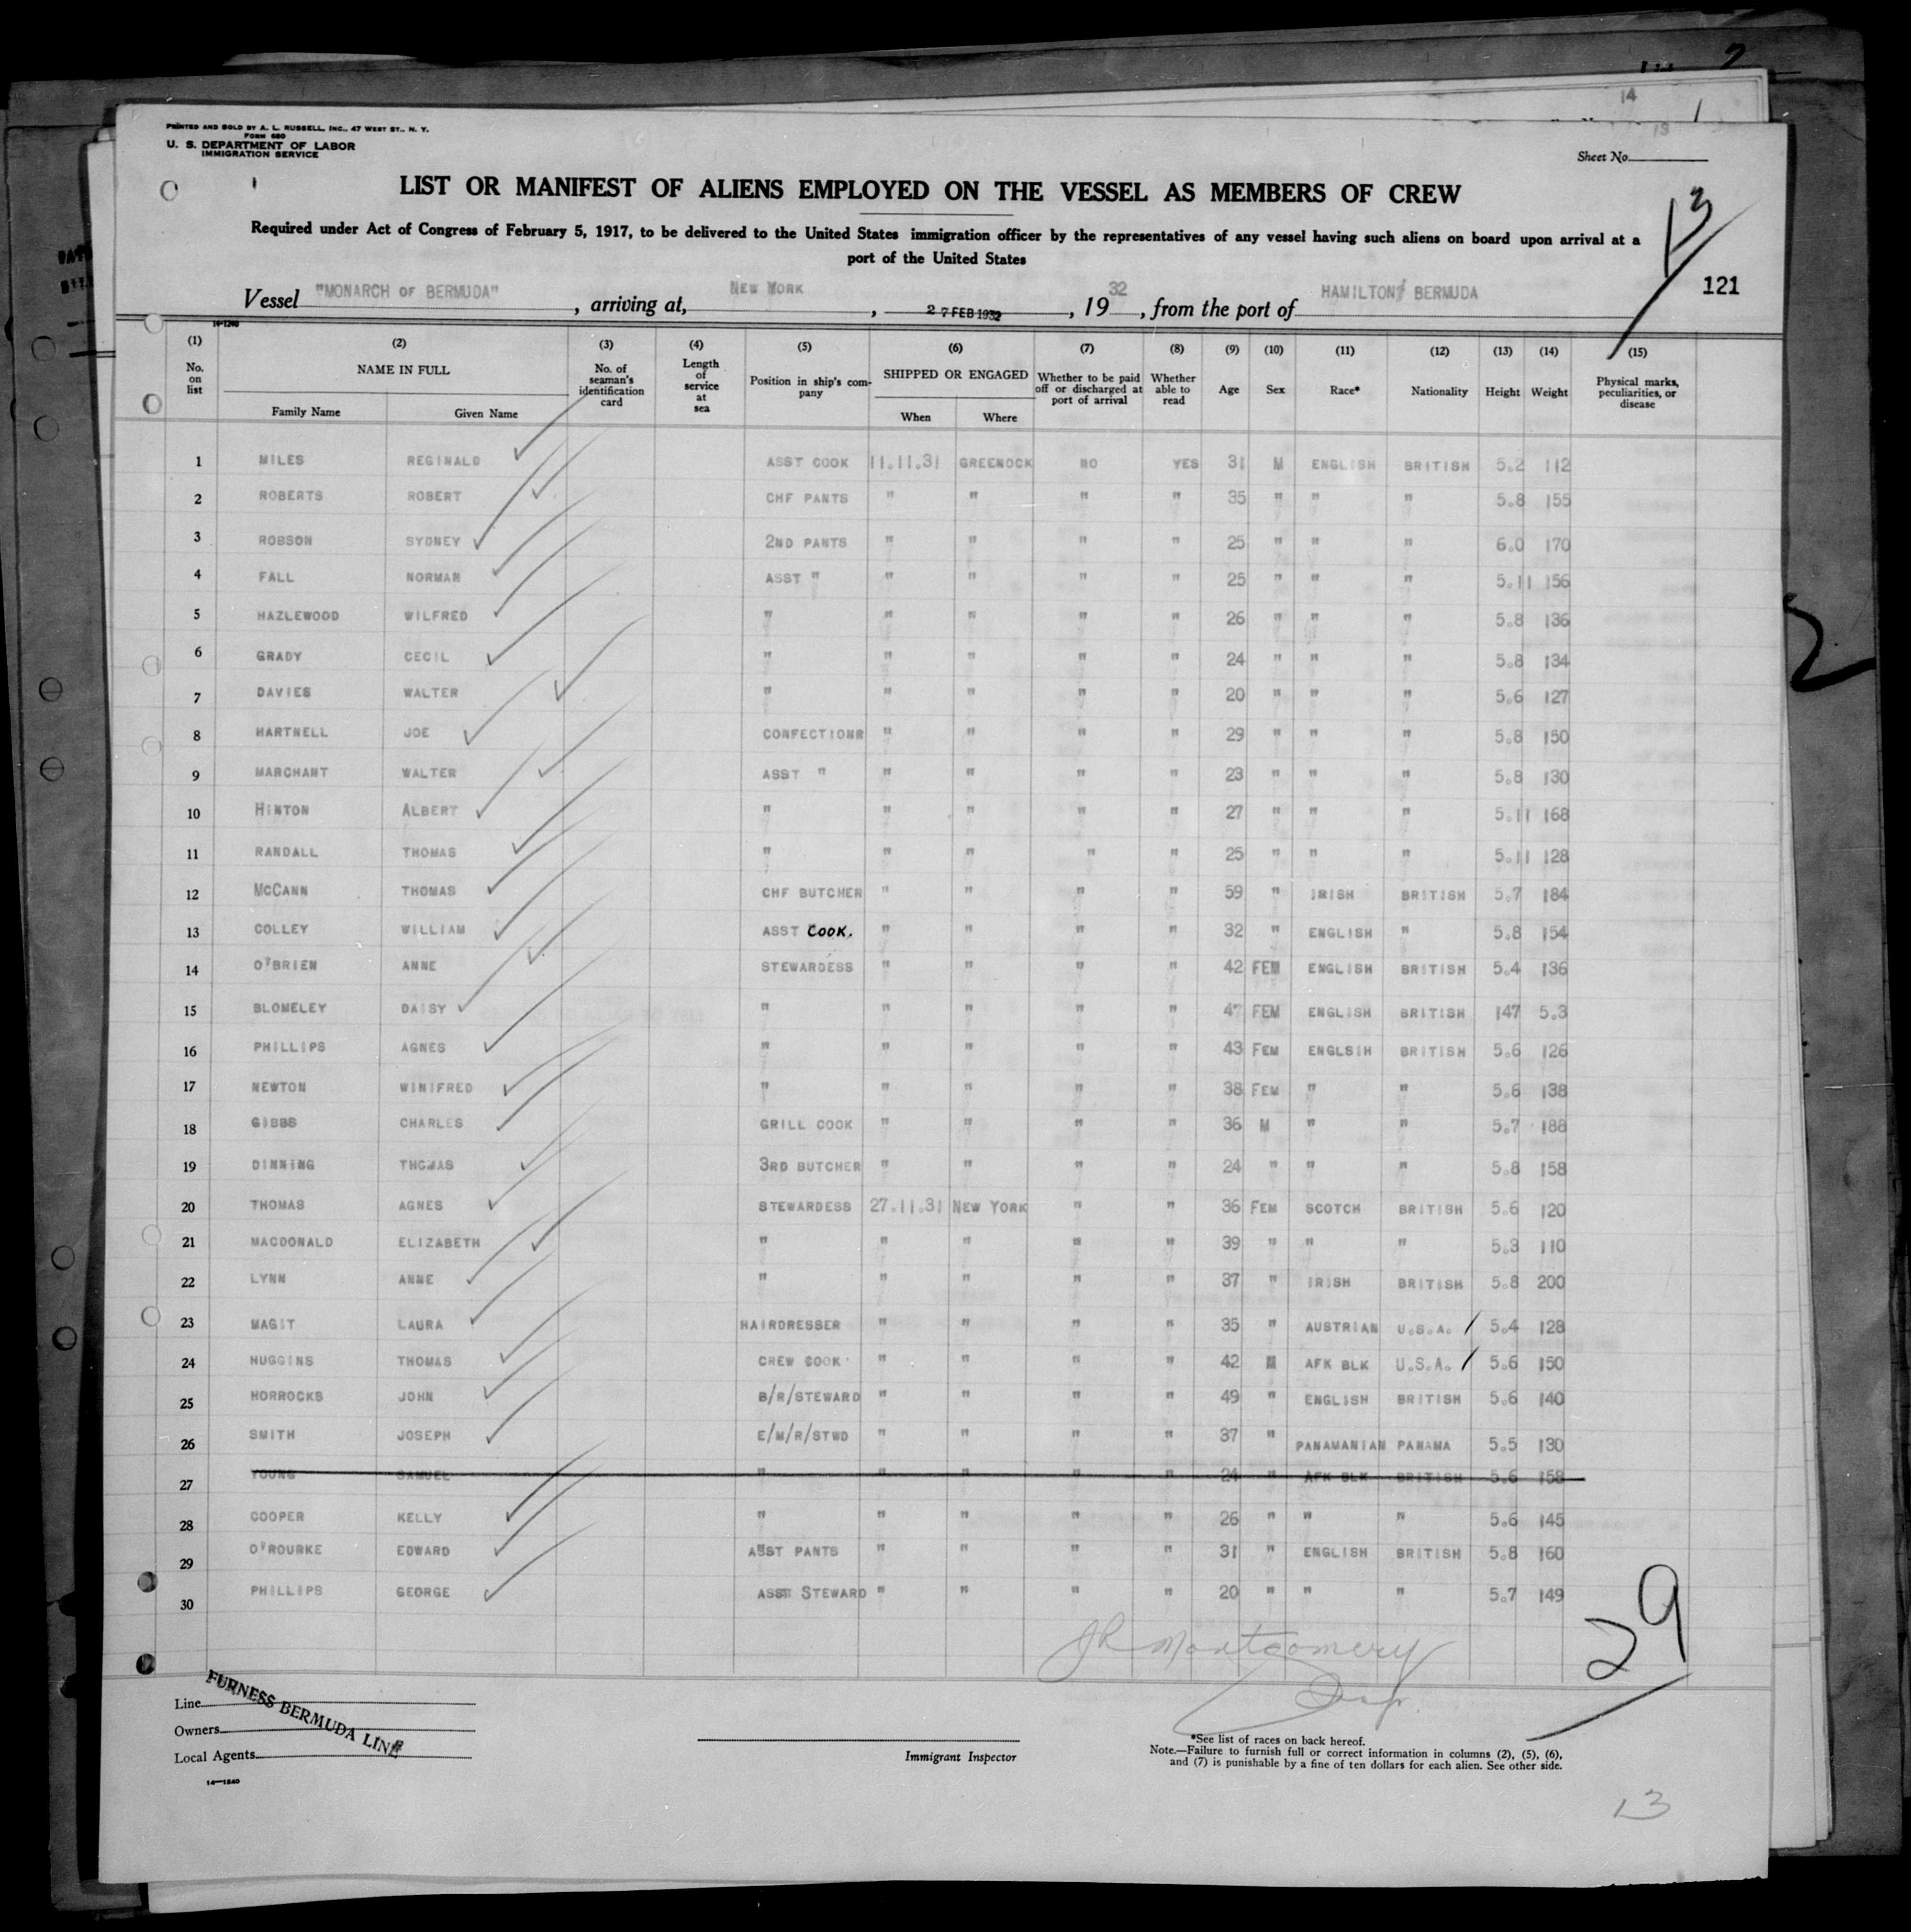 14
13
PRINTED AND SOLD BY A. L. RUSSELL, INC., 47 WEST ST., N. Y.
FORM 680
U. S. DEPARTMENT OF LABOR
IMMIGRATION SERVICE
Sheet No.
LIST OR MANIFEST OF ALIENS EMPLOYED ON THE VESSEL AS MEMBERS OF CREW
13
Required under Act of Congress of February 5, 1917, to be delivered to the United States immigration officer by the representatives of any vessel having such aliens on board upon arrival at a
port of the United States
121
Vessel "MONARCH OF BERMUDA", arriving at, NEW YORK, 27 FEB 1932, 1932, from the port of HAMILTON BERMUDA
14-1240
(1) (2) (3) (4) (5) (6) (7) (8) (9) (10) (11) (12) (13) (14) (15)
No. on list NAME IN FULL Family Name Given Name No. of seaman's identification card Length of service at sea Position in ship's company SHIPPED OR ENGAGED When Where Whether to be paid off or discharged at port of arrival Whether able to read Age Sex Race* Nationality Height Weight Physical marks, peculiarities, or disease
1 MILES REGINALD ASST COOK 11.11.31 GREENOCK NO YES 31 M ENGLISH BRITISH 5.2 112
2 ROBERTS ROBERT CHF PANTS " " " " 35 " " " 5.8 155
3 ROBSON SYDNEY 2ND PANTS " " " " 25 " " " 6.0 170
4 FALL NORMAN ASST " " " " " 25 " " " 5.11 156
5 HAZLEWOOD WILFRED " " " " " 26 " " " 5.8 136
6 GRADY CECIL " " " " " 24 " " " 5.8 134
7 DAVIES WALTER " " " " " 20 " " " 5.6 127
8 HARTNELL JOE CONFECTIONR " " " " 29 " " " 5.8 150
9 MARCHANT WALTER ASST " " " " " 23 " " " 5.8 130
10 HINTON ALBERT " " " " " 27 " " " 5.11 168
11 RANDALL THOMAS " " " " " 25 " " " 5.11 128
12 MCCANN THOMAS CHF BUTCHER " " " " 59 " IRISH BRITISH 5.7 184
13 COLLEY WILLIAM ASST COOK. " " " " 32 " ENGLISH " 5.8 154
14 O'BRIEN ANNE STEWARDESS " " " " 42 FEM ENGLISH BRITISH 5.4 136
15 BLOMELEY DAISY " " " " " 47 FEM ENGLISH BRITISH 147 5.3
16 PHILLIPS AGNES " " " " " 43 FEM ENGLSIH BRITISH 5.6 126
17 NEWTON WINIFRED " " " " " 38 FEM " " 5.6 138
18 GIBBS CHARLES GRILL COOK " " " " 36 M " " 5.7 188
19 DINNING THOMAS 3RD BUTCHER " " " " 24 " " " 5.8 158
20 THOMAS AGNES STEWARDESS 27.11.31 NEW YORK " " 36 FEM SCOTCH BRITISH 5.6 120
21 MACDONALD ELIZABETH " " " " " 39 " " " 5.3 110
22 LYNN ANNE " " " " " 37 " IRISH BRITISH 5.8 200
23 MAGIT LAURA HAIRDRESSER " " " " 35 " AUSTRIAN U.S.A. 5.4 128
24 HUGGINS THOMAS CREW COOK " " " " 42 M AFK BLK U.S.A. 5.6 150
25 HORROCKS JOHN B/R/STEWARD " " " " 49 " ENGLISH BRITISH 5.6 140
26 SMITH JOSEPH E/M/R/STWD " " " " 37 " PANAMANIAN PANAMA 5.5 130
27 YOUNG SAMUEL " " " " " 24 " AFK BLK BRITISH 5.6 158
28 COOPER KELLY " " " " " 26 " " " 5.6 145
29 O'ROURKE EDWARD ASST PANTS " " " " 31 " ENGLISH BRITISH 5.8 160
30 PHILLIPS GEORGE ASST STEWARD " " " " 20 " " " 5.7 149
29
JR Montgomery
Line
Owners
Local Agents
FURNESS BERMUDA LINE
14-1240
Immigrant Inspector
*See list of races on back hereof.
Note.—Failure to furnish full or correct information in columns (2), (5), (6),
and (7) is punishable by a fine of ten dollars for each alien. See other side.
13